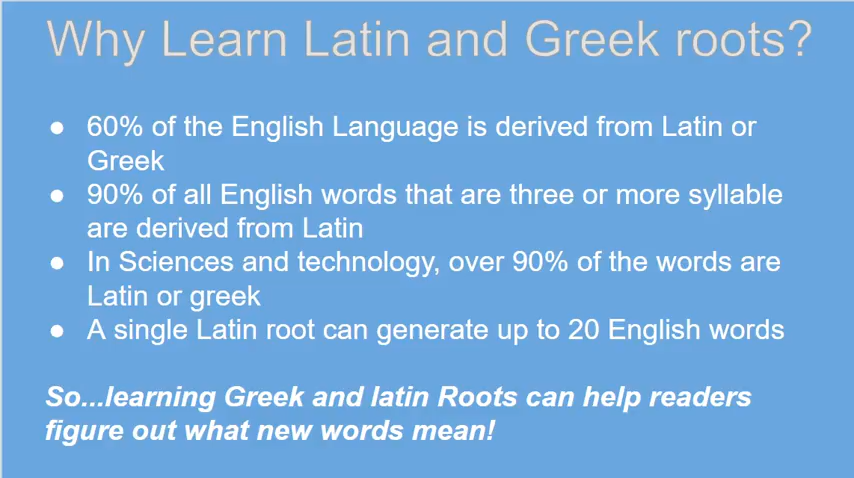 Why Learn Latin and Greek roots?
● 60% of the English Language is derived from Latin or
Greek
● 90% of all English words that are three or more syllable
are derived from Latin
● In Sciences and technology, over 90% of the words are
Latin or greek
● A single Latin root can generate up to 20 English words
So...learning Greek and latin Roots can help readers
figure out what new words mean!